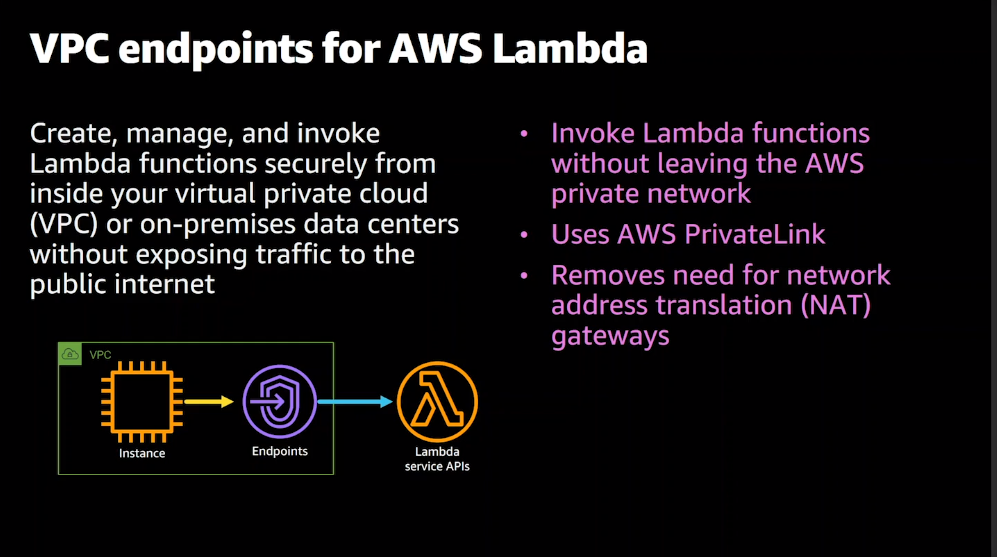 VPC endpoints for AWS Lambda
Create, manage, and invoke
Lambda functions securely from
inside your virtual private cloud
(VPC) or on-premises data centers
without exposing traffic to the
public internet
• Invoke Lambda functions
without leaving the AWS
private network
• Uses AWS PrivateLink
• Removes need for network
address translation (NAT)
gateways
VPC
Instance
Endpoints
Lambda
service APIs